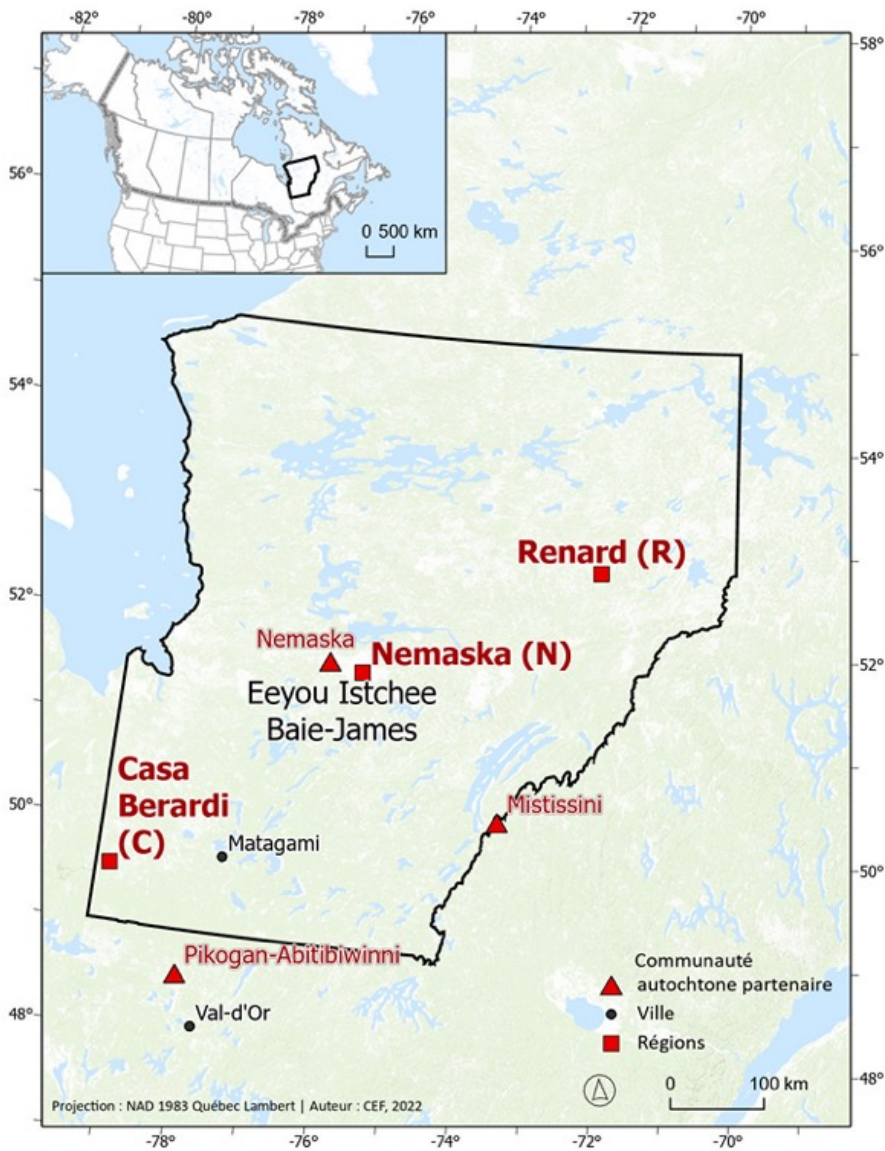 -82
-80°
-78°
-76°
-74°
-72°
-70°
58°
56°
0 500 km
56°
54°
54°
Renard (R)
52°
Nemaska
Nemaska (N)
52°
Eeyou Istchee
Baie-James
Casa
Berardi
(C)
50°
Mistissini
Matagami
50°
Pikogan-Abitibiwinni
Communauté
autochtone partenaire
Val-d'Or
Ville
48°
Régions
0 100 km
48°
Projection : NAD 1983 Québec Lambert | Auteur : CEF, 2022
-78°
-76°
-74°
-72°
-70°